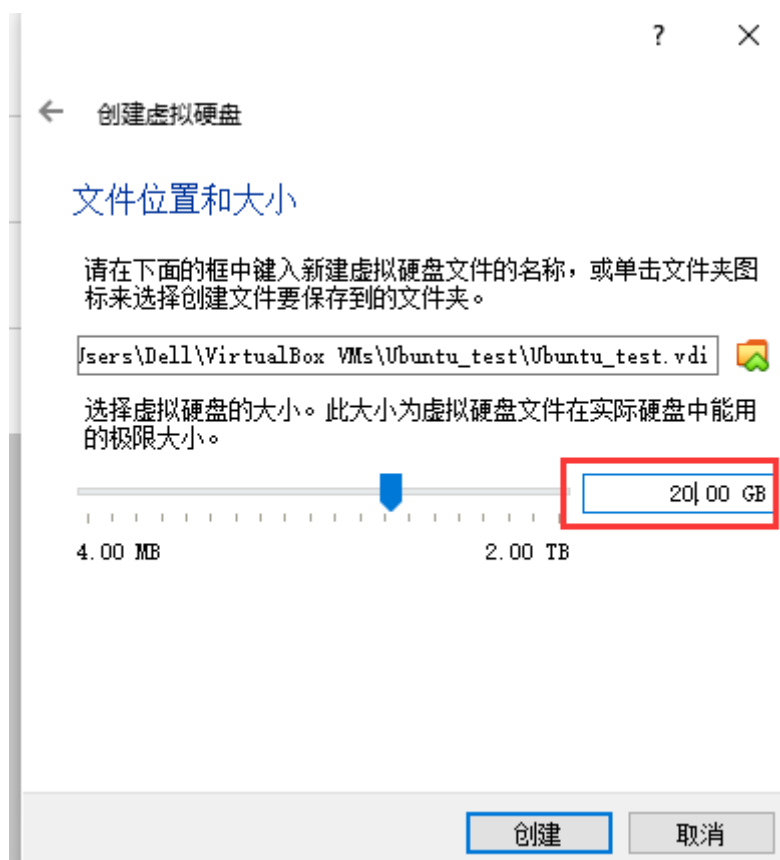 ?
创建虚拟硬盘
文件位置和大小
请在下面的框中键入新建虚拟硬盘文件的名称，或单击文件夹图
标来选择创建文件要保存到的文件夹。
sers\Dell\VirtualBox VMs\Ubuntu_test\Ubuntu_test.vdi
选择虚拟硬盘的大小。此大小为虚拟硬盘文件在实际硬盘中能用
的极限大小。
20.00 GB
4.00 MB 2.00 TB
创建 取消